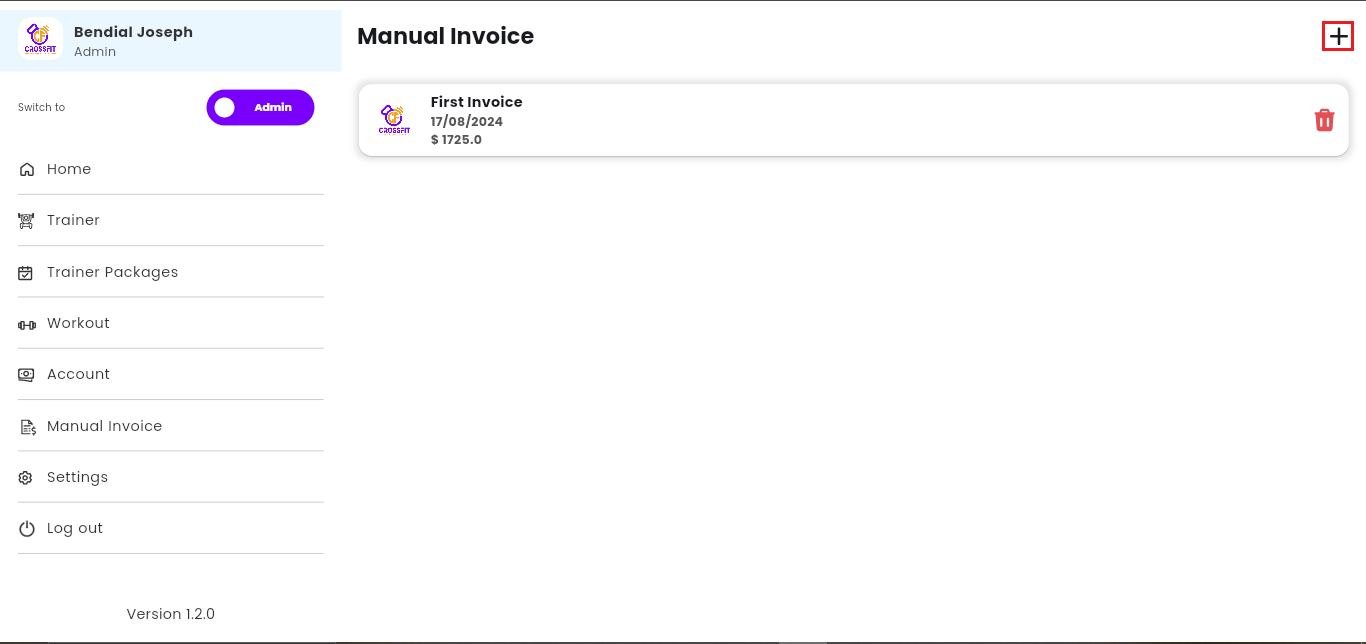 Bendial Joseph
Admin
CROSSFIT
Switch to
Admin
Home
Trainer
Trainer Packages
Workout
Account
Manual Invoice
Settings
Log out
Version 1.2.0
Manual Invoice
First Invoice
17/08/2024
$ 1725.0
CROSSFIT